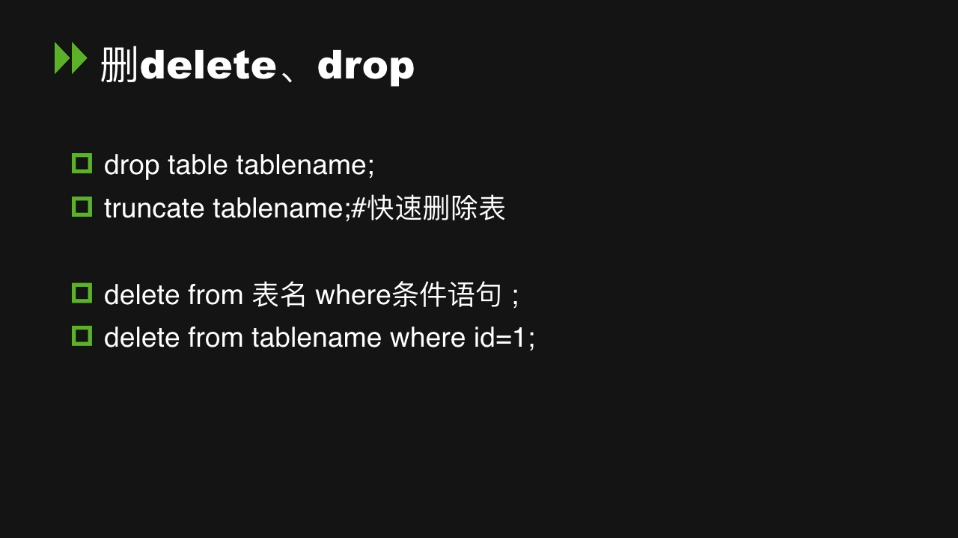 删delete、drop
drop table tablename;
truncate tablename;#快速删除表
delete from 表名 where条件语句 ;
delete from tablename where id=1;